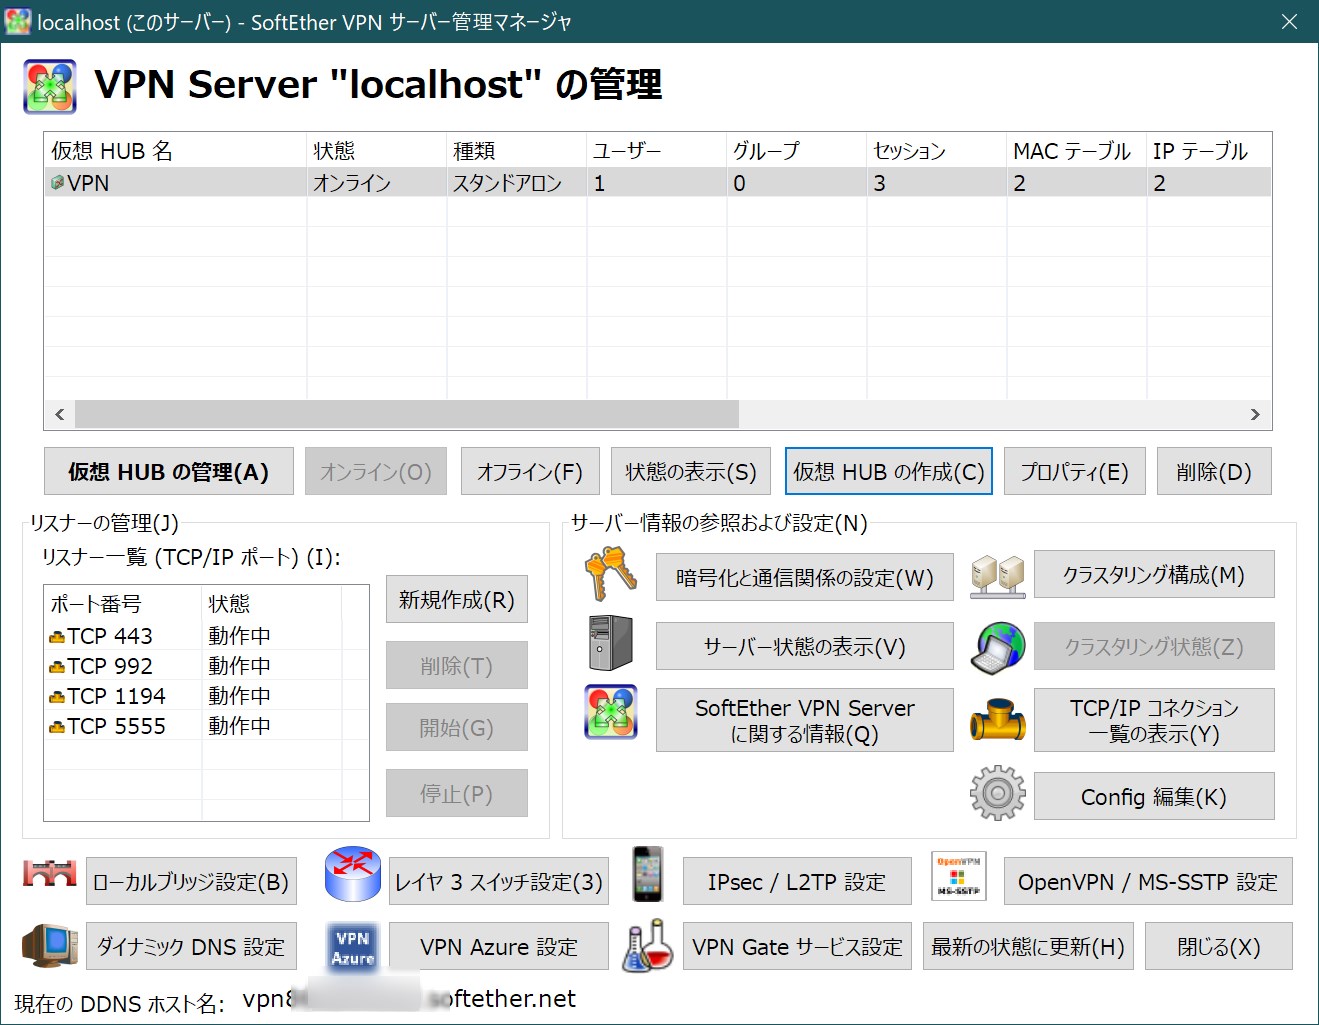 localhost (このサーバー) - SoftEther VPN サーバー管理マネージャ
VPN Server "localhost" の管理
仮想 HUB 名 状態 種類 ユーザー グループ セッション MAC テーブル IP テーブル
VPN オンライン スタンドアロン 1 0 3 2 2
仮想 HUB の管理(A) オンライン(O) オフライン(F) 状態の表示(S) 仮想 HUB の作成(C) プロパティ(E) 削除(D)
リスナーの管理(J)
リスナー一覧 (TCP/IP ポート) (I):
ポート番号 状態
TCP 443 動作中
TCP 992 動作中
TCP 1194 動作中
TCP 5555 動作中
新規作成(R)
削除(T)
開始(G)
停止(P)
サーバー情報の参照および設定(N)
暗号化と通信関係の設定(W) クラスタリング構成(M)
サーバー状態の表示(V) クラスタリング状態(Z)
SoftEther VPN Server
に関する情報(Q)
TCP/IP コネクション
一覧の表示(Y)
Config 編集(K)
ローカルブリッジ設定(B) レイヤ 3 スイッチ設定(3) IPsec / L2TP 設定
OpenVPN
MS-SSTP
OpenVPN / MS-SSTP 設定
ダイナミック DNS 設定
VPN
Azure
VPN Azure 設定 VPN Gate サービス設定 最新の状態に更新(H) 閉じる(X)
現在の DDNS ホスト名: vpn softether.net